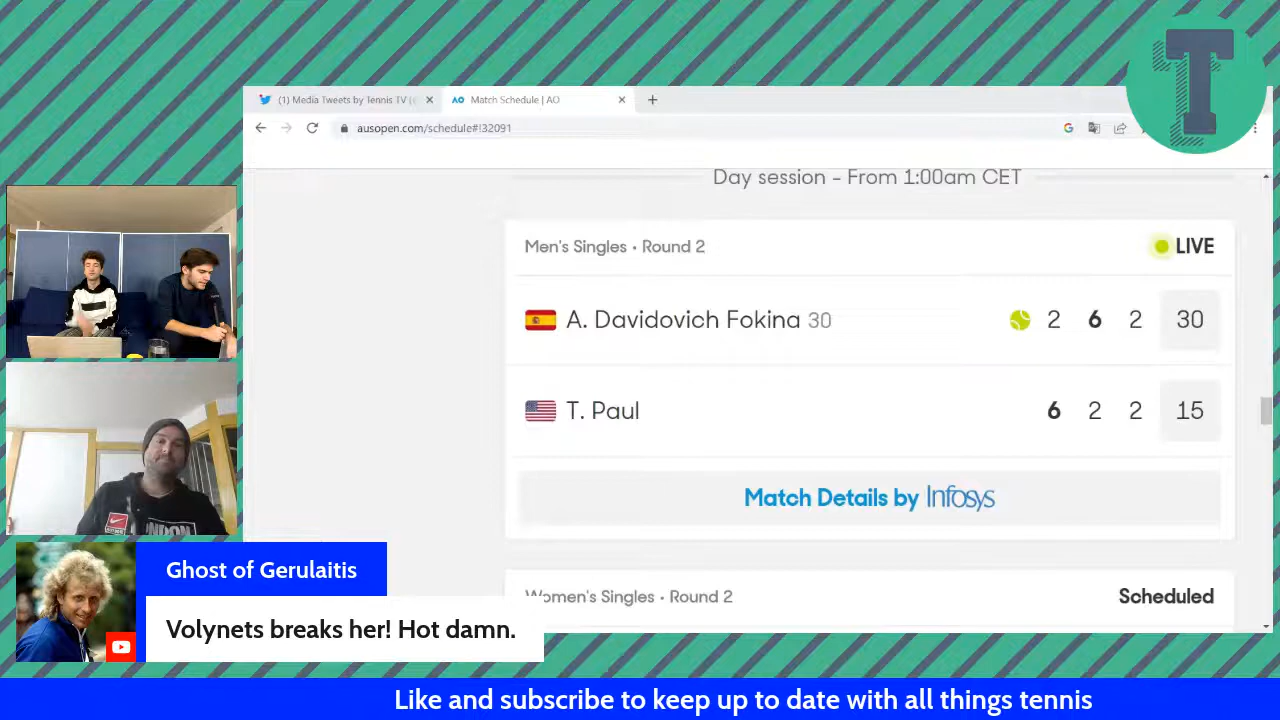 (1) Media Tweets by Tennis TV (
Match Schedule | AO
ausopen.com/schedule#!32091
T
Day session - From 1:00am CET
Men's Singles • Round 2
LIVE
A. Davidovich Fokina 30 2 6 2 30
T. Paul 6 2 2 15
Match Details by Infosys
Women's Singles • Round 2
Scheduled
Ghost of Gerulaitis
Volynets breaks her! Hot damn.
Like and subscribe to keep up to date with all things tennis